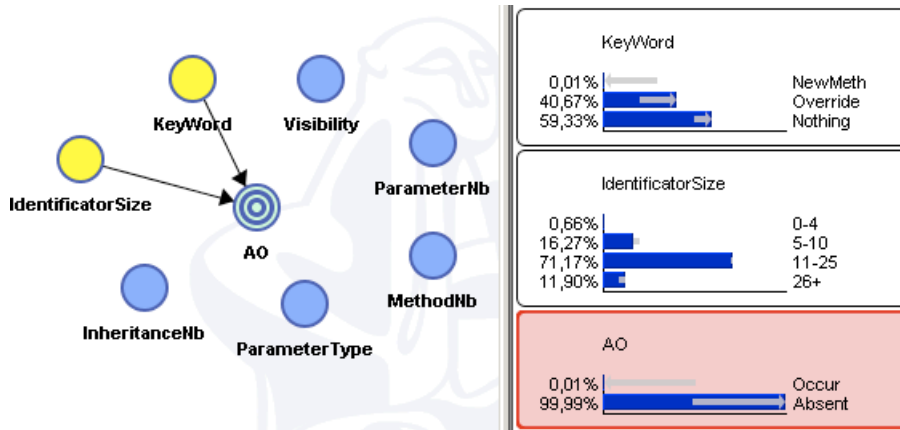 KeyWord
Visibility
IdentificatorSize
ParameterNb
AO
MethodNb
InheritanceNb
ParameterType
KeyWord
0,01% NewMeth
40,67% Override
59,33% Nothing
IdentificatorSize
0,66% 0-4
16,27% 5-10
71,17% 11-25
11,90% 26+
AO
0,01% Occur
99,99% Absent